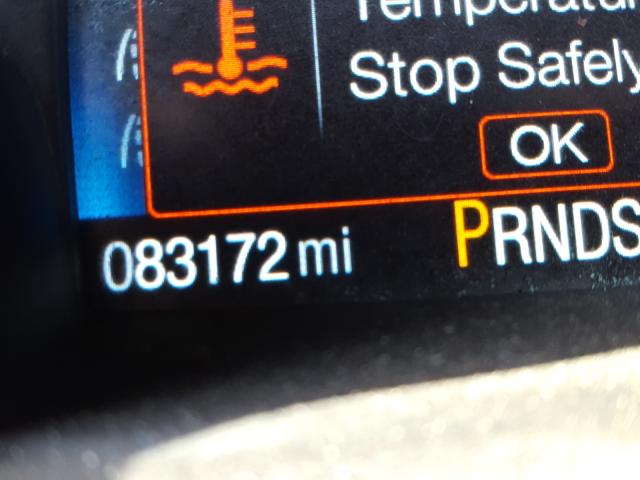 Stop Safely
OK
083172 mi
PRNDS